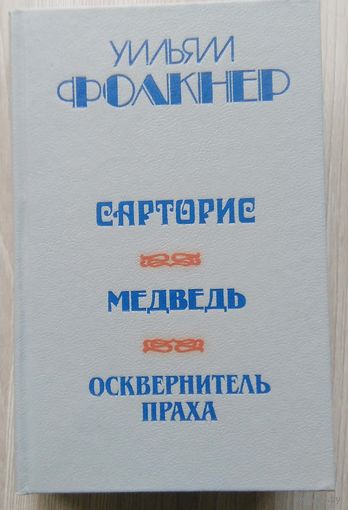 УИЛЬЯМ
ФОЛКНЕР
САРТОРИС
МЕДВЕДЬ
ОСКВЕРНИТЕЛЬ
ПРАХА